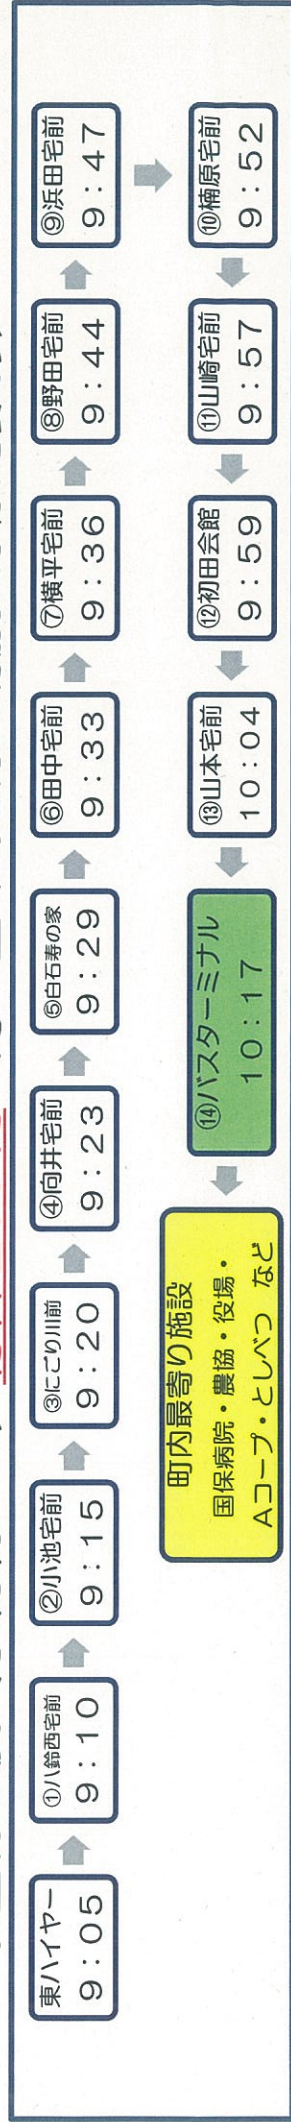 東ハイヤー
9:05
①八鈴西宅前
9:10
②小池宅前
9:15
③にごり川前
9:20
④向井宅前
9:23
⑤白石寿の家
9:29
⑥田中宅前
9:33
⑦横平宅前
9:36
⑧野田宅前
9:44
⑨浜田宅前
9:47
⑩楠原宅前
9:52
⑪山崎宅前
9:57
⑫初田会館
9:59
⑬山本宅前
10:04
⑭バスターミナル
10:17
町内最寄り施設
国保病院・農協・役場・
Aコープ・としべつ など